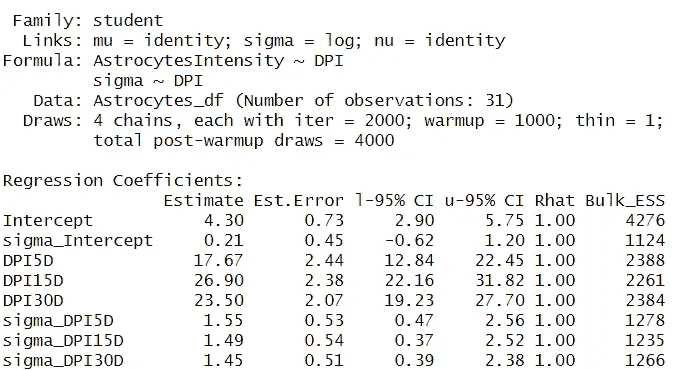 Family: student
Links: mu = identity; sigma = log; nu = identity
Formula: AstrocytesIntensity ~ DPI
sigma ~ DPI
Data: Astrocytes_df (Number of observations: 31)
Draws: 4 chains, each with iter = 2000; warmup = 1000; thin = 1;
total post-warmup draws = 4000
Regression Coefficients:
Estimate Est.Error l-95% CI u-95% CI Rhat Bulk_ESS
Intercept 4.30 0.73 2.90 5.75 1.00 4276
sigma_Intercept 0.21 0.45 -0.62 1.20 1.00 1124
DPI5D 17.67 2.44 12.84 22.45 1.00 2388
DPI15D 26.90 2.38 22.16 31.82 1.00 2261
DPI30D 23.50 2.07 19.23 27.70 1.00 2384
sigma_DPI5D 1.55 0.53 0.47 2.56 1.00 1278
sigma_DPI15D 1.49 0.54 0.37 2.52 1.00 1235
sigma_DPI30D 1.45 0.51 0.39 2.38 1.00 1266